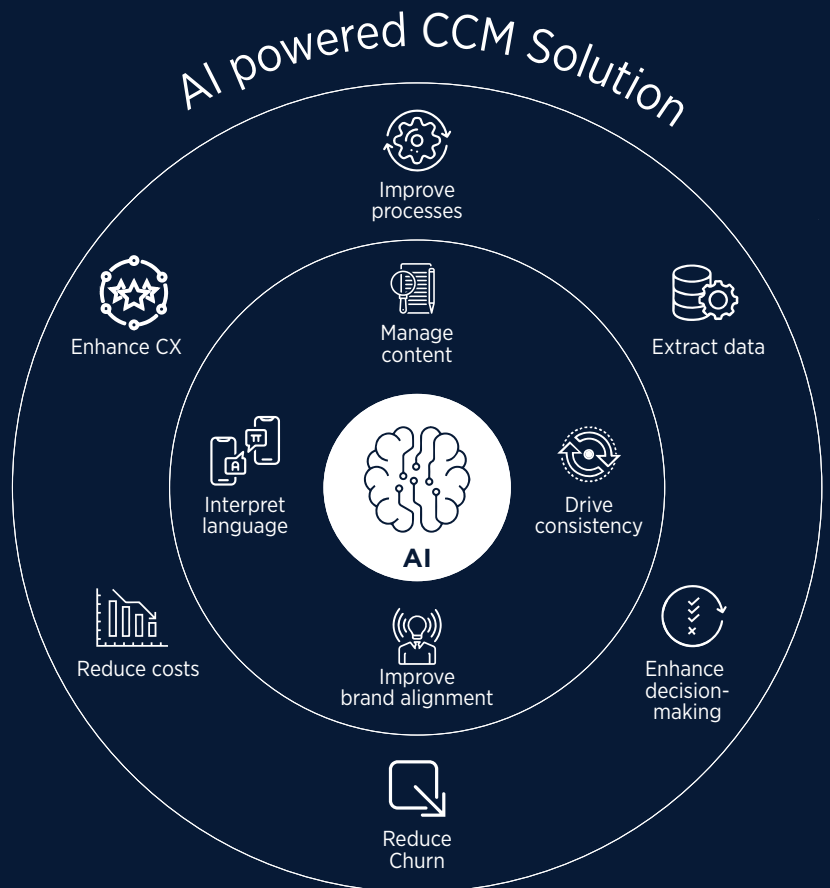 AI powered CCM Solution
Improve
processes
Enhance CX
Extract data
Manage
content
Interpret
language
Drive
consistency
AI
Improve
brand alignment
Reduce costs
Enhance
decision-
making
Reduce
Churn